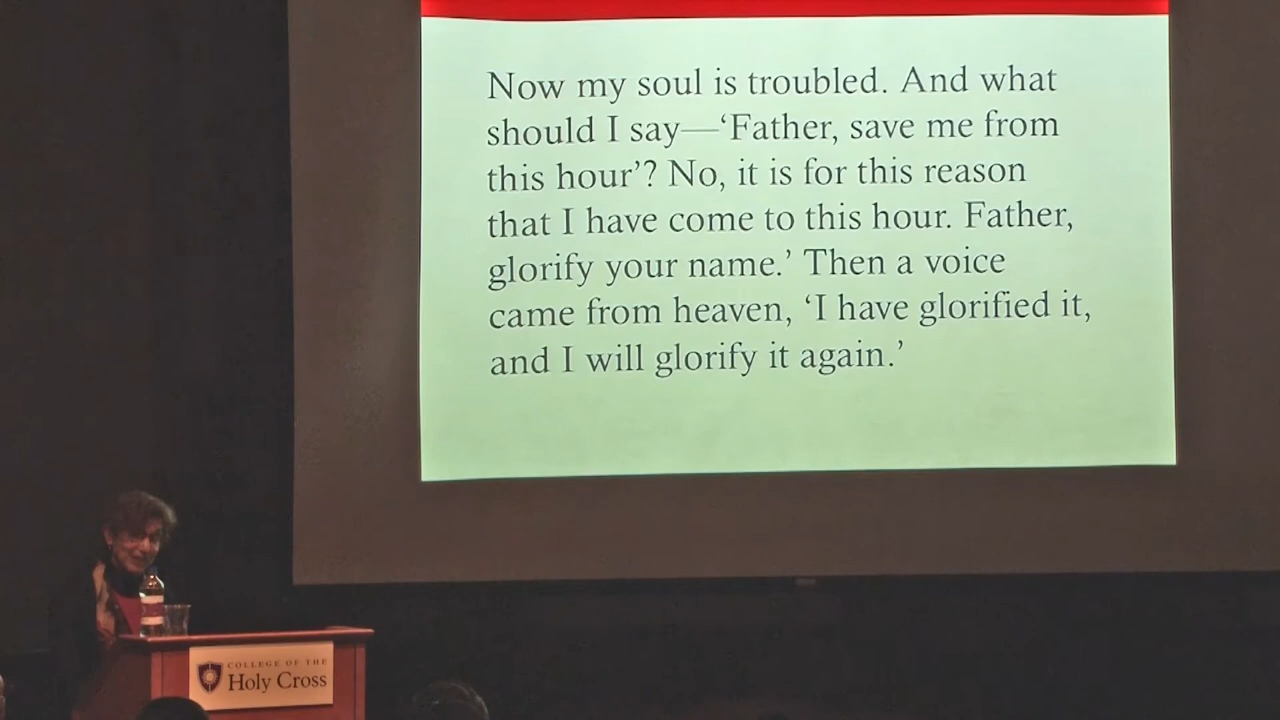 Now my soul is troubled. And what
should I say—‘Father, save me from
this hour’? No, it is for this reason
that I have come to this hour. Father,
glorify your name.’ Then a voice
came from heaven, ‘I have glorified it,
and I will glorify it again.’
COLLEGE OF THE
Holy Cross